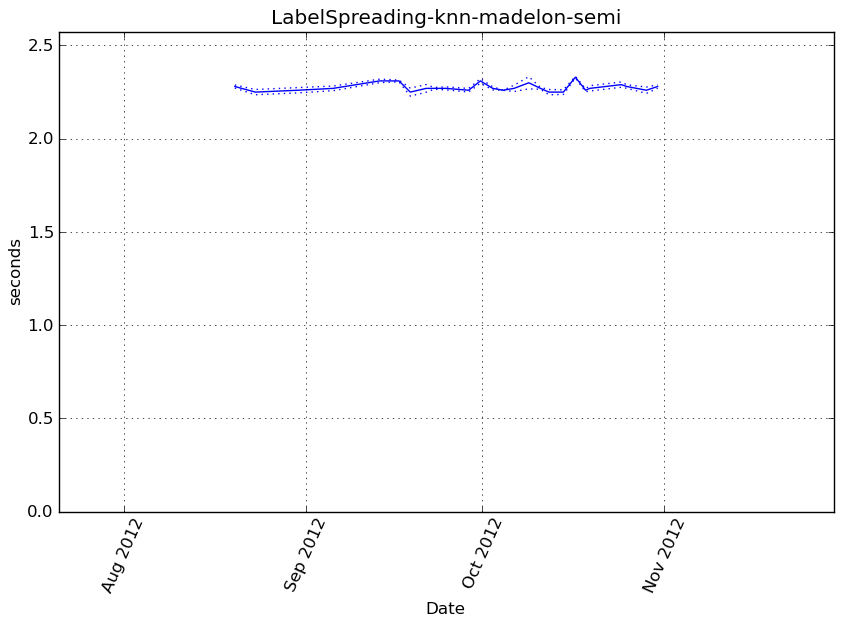 LabelSpreading-knn-madelon-semi
2.5
2.0
1.5
1.0
0.5
0.0
seconds
Aug 2012
Sep 2012
Oct 2012
Nov 2012
Date